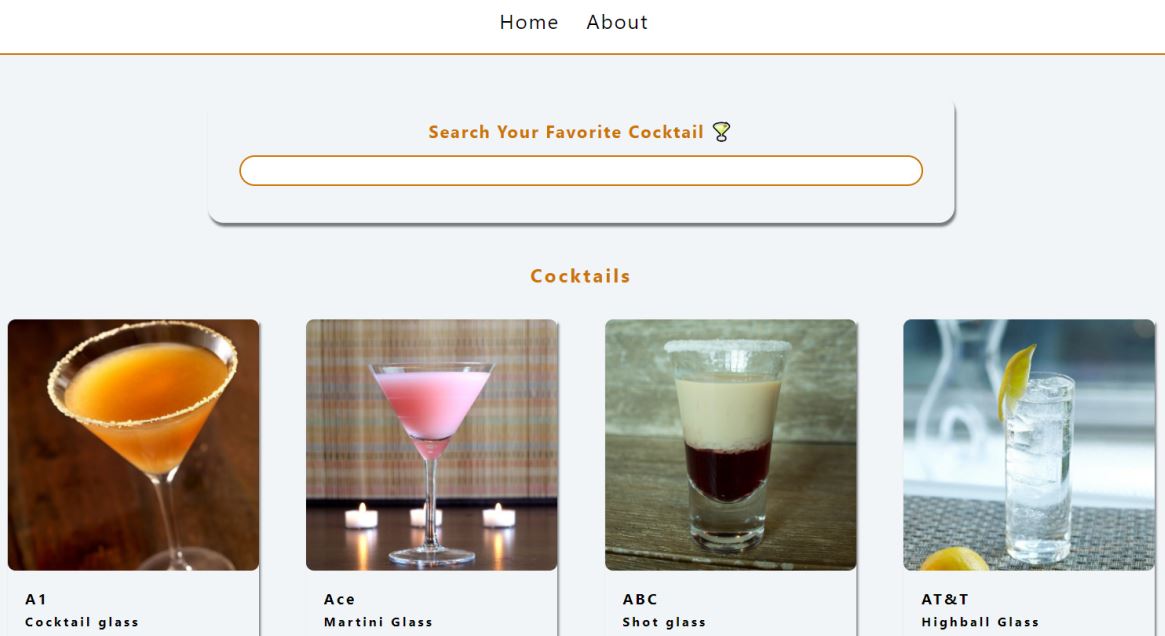 Home About
Search Your Favorite Cocktail
Cocktails
A1
Cocktail glass
Ace
Martini Glass
ABC
Shot glass
AT&T
Highball Glass